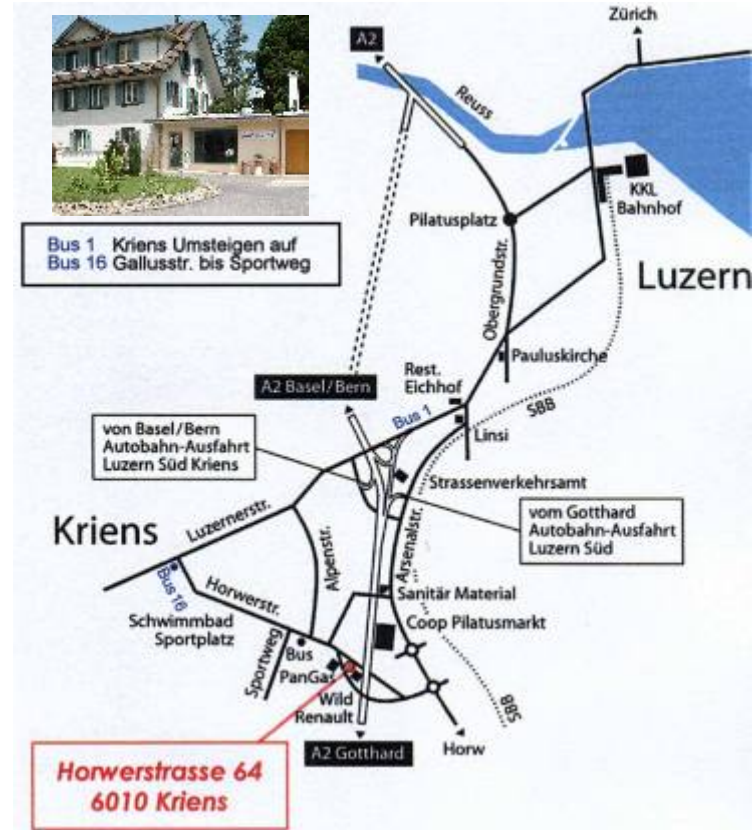 A2
Zürich
Reuss
KKL
Bahnhof
Pilatusplatz
Bus 1 Kriens Umsteigen auf
Bus 16 Gallusstr. bis Sportweg
Luzern
Obergrundstr.
Pauluskirche
A2 Basel/Bern
Rest.
Eichhof
Bus 1
SBB
Linsi
von Basel/Bern
Autobahn-Ausfahrt
Luzern Süd Kriens
Strassenverkehrsamt
vom Gotthard
Autobahn-Ausfahrt
Luzern Süd
Kriens
Luzernerstr.
Alpenstr.
Arsenalstr.
Bus 16
Horwerstr.
Sanitär Material
Schwimmbad
Sportplatz
Coop Pilatusmarkt
Sportweg
Bus
PanGas
Wild
Renault
SBB
A2 Gotthard
Horw
Horwerstrasse 64
6010 Kriens